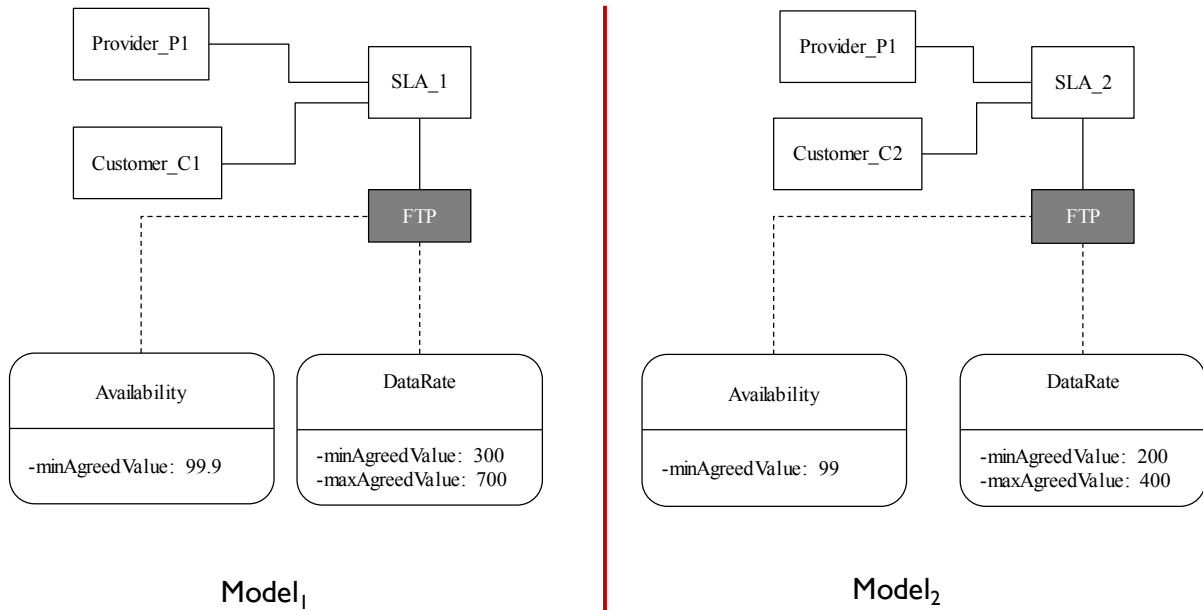 Provider_P1
SLA_1
Customer_C1
FTP
Availability
-minAgreedValue: 99.9
DataRate
-minAgreedValue: 300
-maxAgreedValue: 700
Model1
Provider_P1
SLA_2
Customer_C2
FTP
Availability
-minAgreedValue: 99
DataRate
-minAgreedValue: 200
-maxAgreedValue: 400
Model2